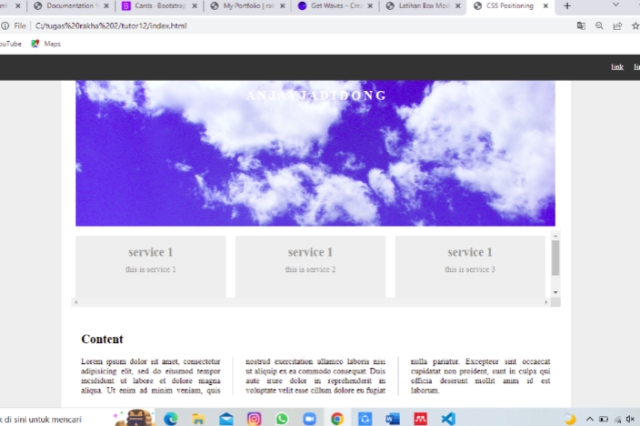 Documentation
Cards · Bootstrap
My Portfolio | rak
Get Waves – Cre
Latihan Box Mod
CSS Positioning
File
C:/tugas%20rakha%202/tutor12/index.html
YouTube
Maps
link
service 1
this is service 1
service 1
this is service 2
service 1
this is service 3
Content
Lorem ipsum dolor sit amet, consectetur
adipisicing elit, sed do eiusmod tempor
incididunt ut labore et dolore magna
aliqua. Ut enim ad minim veniam, quis
nostrud exercitation ullamco laboris nisi
ut aliquip ex ea commodo consequat. Duis
aute irure dolor in reprehenderit in
voluptate velit esse cillum dolore eu fugiat
nulla pariatur. Excepteur sint occaecat
cupidatat non proident, sunt in culpa qui
officia deserunt mollit anim id est
laborum.
k di sini untuk mencari